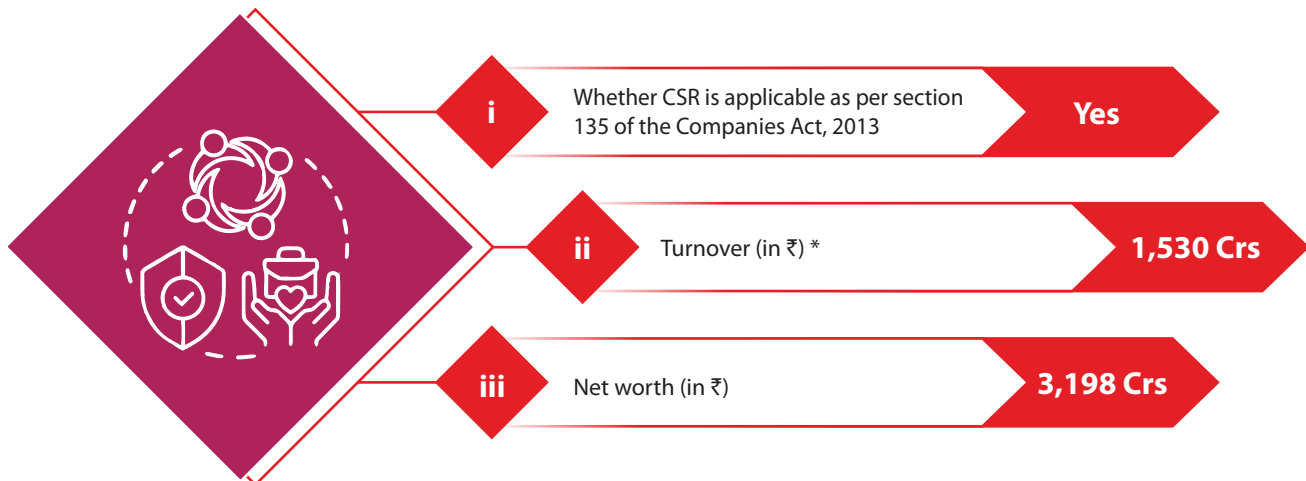 i
Whether CSR is applicable as per section
135 of the Companies Act, 2013
Yes
ii
Turnover (in ₹) *
1,530 Crs
iii
Net worth (in ₹)
3,198 Crs